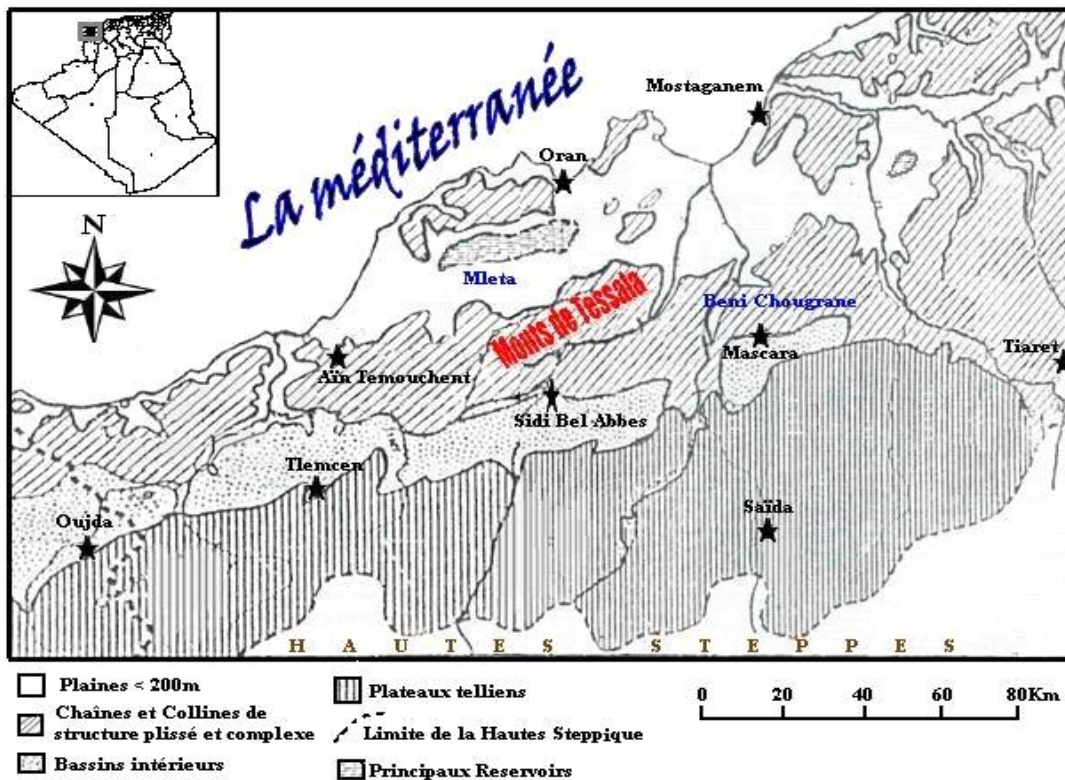 La méditerranée
Mostaganem
Oran
N
Mleta
Monts de Tessala
Beni Chougrane
Mascara
Tiaret
Aïn Temouchent
Sidi Bel Abbes
Tlemcen
Saïda
Oujda
HAUTES STEPPES
Plaines < 200m
Chaînes et Collines de
structure plissé et complexe
Bassins intérieurs
Plateaux telliens
Limite de la Hautes Steppique
Principaux Reservoirs
0 20 40 60 80Km